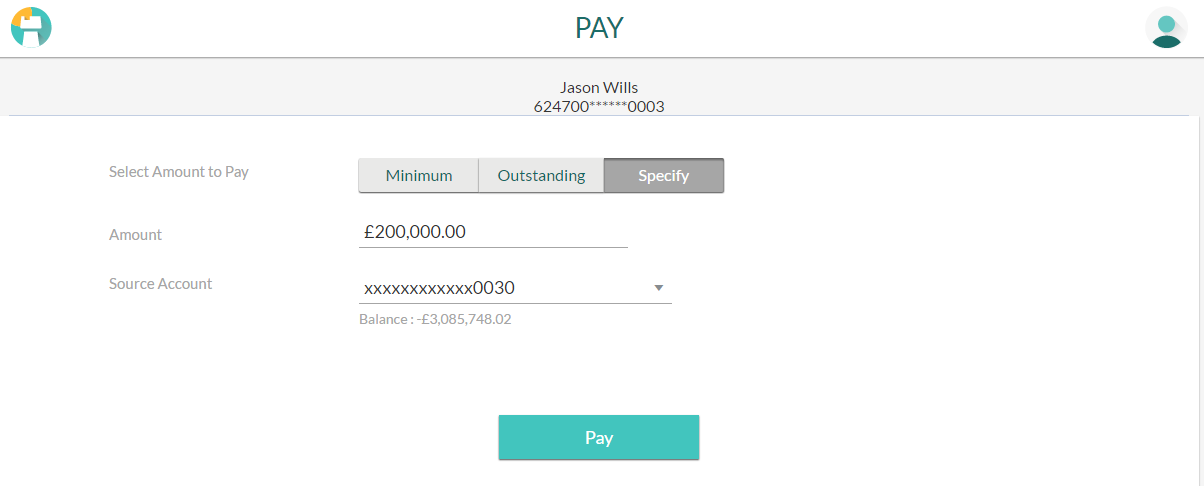 PAY
Jason Wills
624700******0003
Select Amount to Pay
Minimum Outstanding Specify
Amount
£200,000.00
Source Account
xxxxxxxxxxxx0030
Balance : -£3,085,748.02
Pay